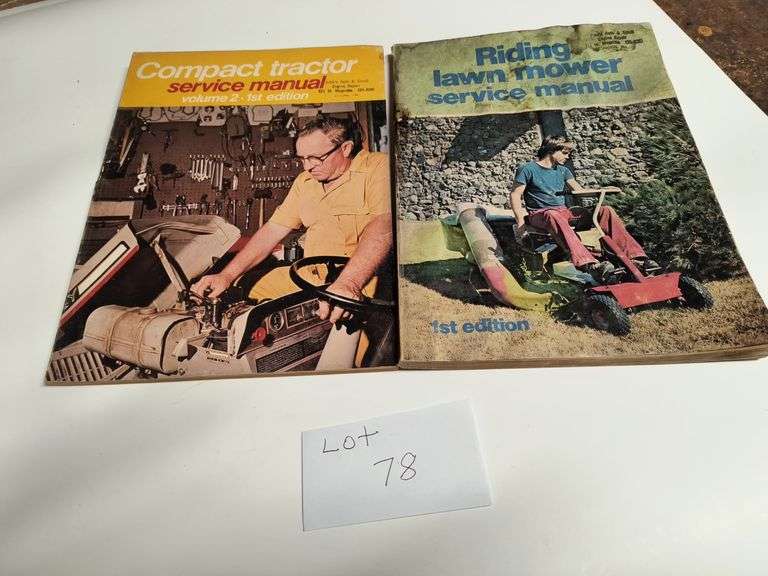 Compact tractor
service manual
volume 2 · 1st edition
Riding
lawn mower
service manual
1st edition
LOT
78